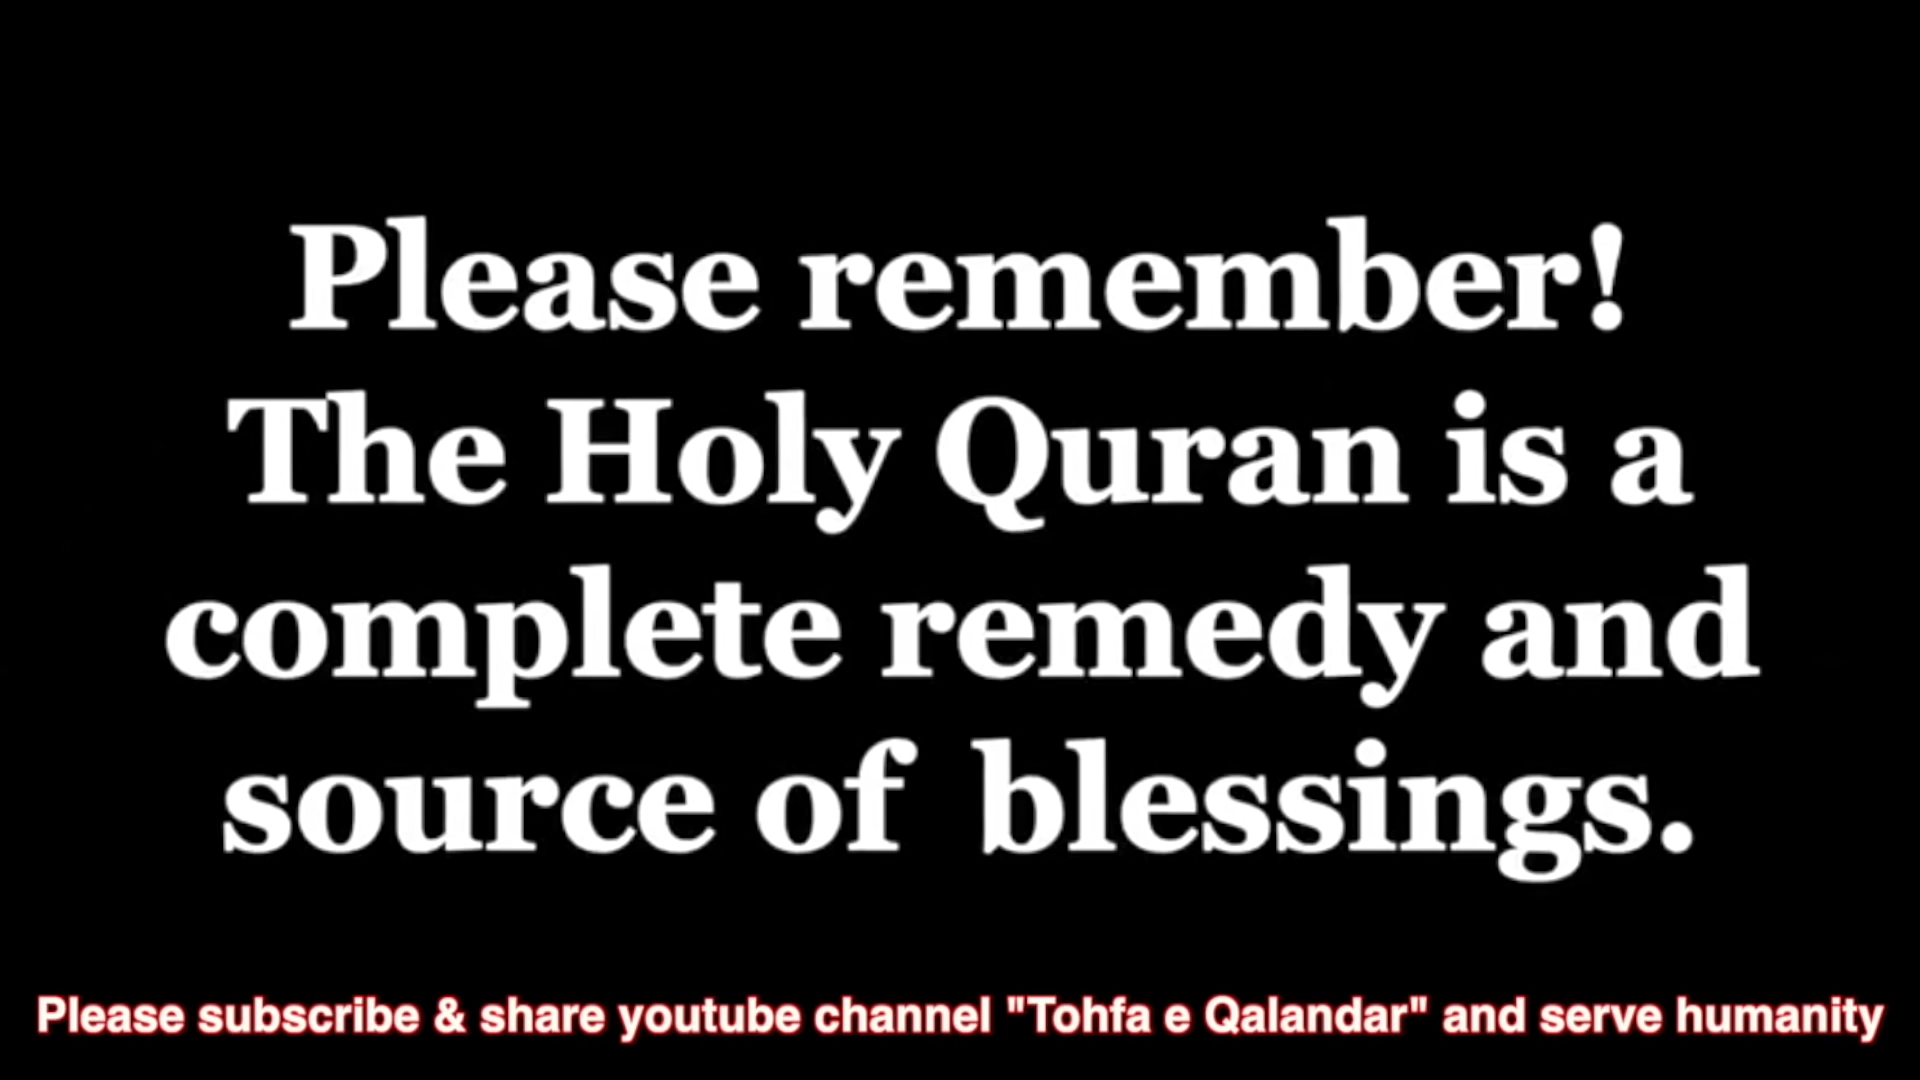 Please remember!
The Holy Quran is a
complete remedy and
source of blessings.
Please subscribe & share youtube channel "Tohfa e Qalandar" and serve humanity